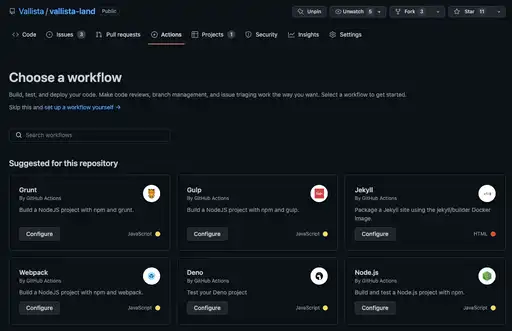 Vallista / vallista-land Public
Unpin
Unwatch 5
Fork 3
Star 11
Code
Issues 3
Pull requests
Actions
Projects 1
Security
Insights
Settings
Choose a workflow
Build, test, and deploy your code. Make code reviews, branch management, and issue triaging work the way you want. Select a workflow to get started.
Skip this and set up a workflow yourself →
Search workflows
Suggested for this repository
Grunt
By GitHub Actions
Build a NodeJS project with npm and grunt.
Configure
JavaScript
Gulp
By GitHub Actions
Build a NodeJS project with npm and gulp.
Configure
JavaScript
Jekyll
By GitHub Actions
Package a Jekyll site using the jekyll/builder Docker
image.
Configure
HTML
Webpack
By GitHub Actions
Build a NodeJS project with npm and webpack.
Configure
JavaScript
Deno
By GitHub Actions
Test your Deno project
Configure
JavaScript
Node.js
By GitHub Actions
Build and test a Node.js project with npm.
Configure
JavaScript